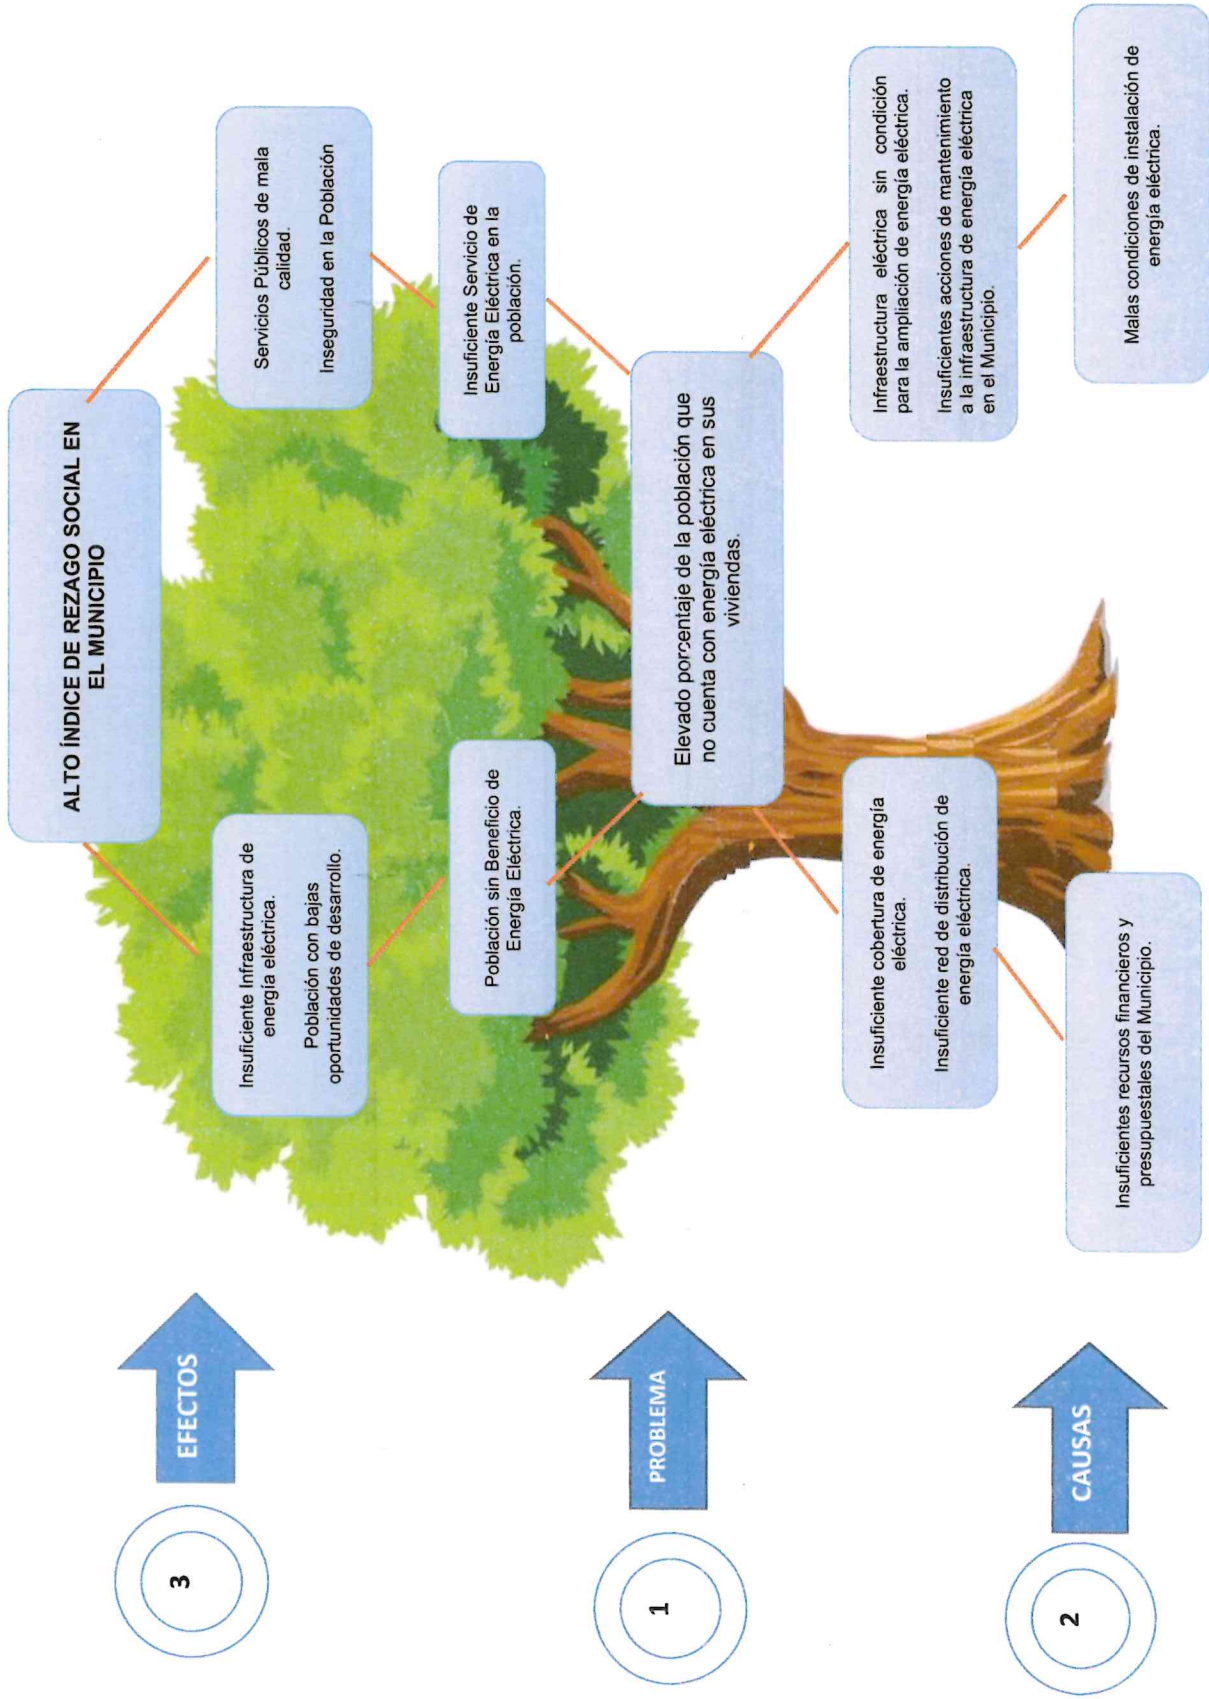 ALTO ÍNDICE DE REZAGO SOCIAL EN
EL MUNICIPIO
3
EFECTOS
Insuficiente Infraestructura de
energía eléctrica.
Población con bajas
oportunidades de desarrollo.
Servicios Públicos de mala
calidad.
Inseguridad en la Población
Población sin Beneficio de
Energía Eléctrica.
Insuficiente Servicio de
Energía Eléctrica en la
población.
1
PROBLEMA
Elevado porcentaje de la población que
no cuenta con energía eléctrica en sus
viviendas.
Insuficiente cobertura de energía
eléctrica.
Insuficiente red de distribución de
energía eléctrica.
Infraestructura eléctrica sin condición
para la ampliación de energía eléctrica.
Insuficientes acciones de mantenimiento
a la infraestructura de energía eléctrica
en el Municipio.
2
CAUSAS
Insuficientes recursos financieros y
presupuestales del Municipio.
Malas condiciones de instalación de
energía eléctrica.